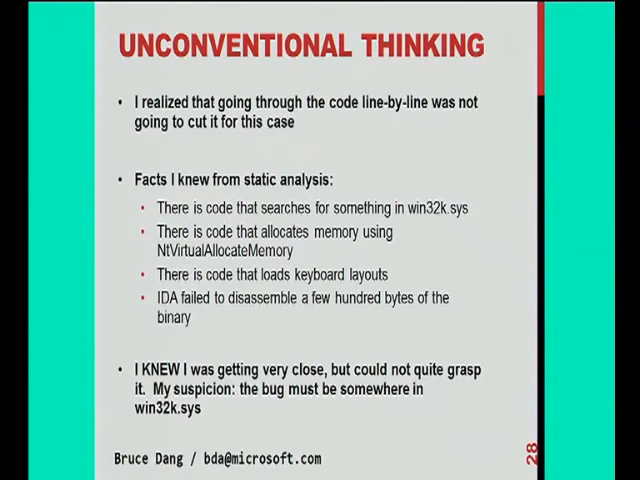 UNCONVENTIONAL THINKING
• I realized that going through the code line-by-line was not
going to cut it for this case
• Facts I knew from static analysis:
• There is code that searches for something in win32k.sys
• There is code that allocates memory using
NtVirtualAllocateMemory
• There is code that loads keyboard layouts
• IDA failed to disassemble a few hundred bytes of the
binary
• I KNEW I was getting very close, but could not quite grasp
it. My suspicion: the bug must be somewhere in
win32k.sys
Bruce Dang / bda@microsoft.com
28